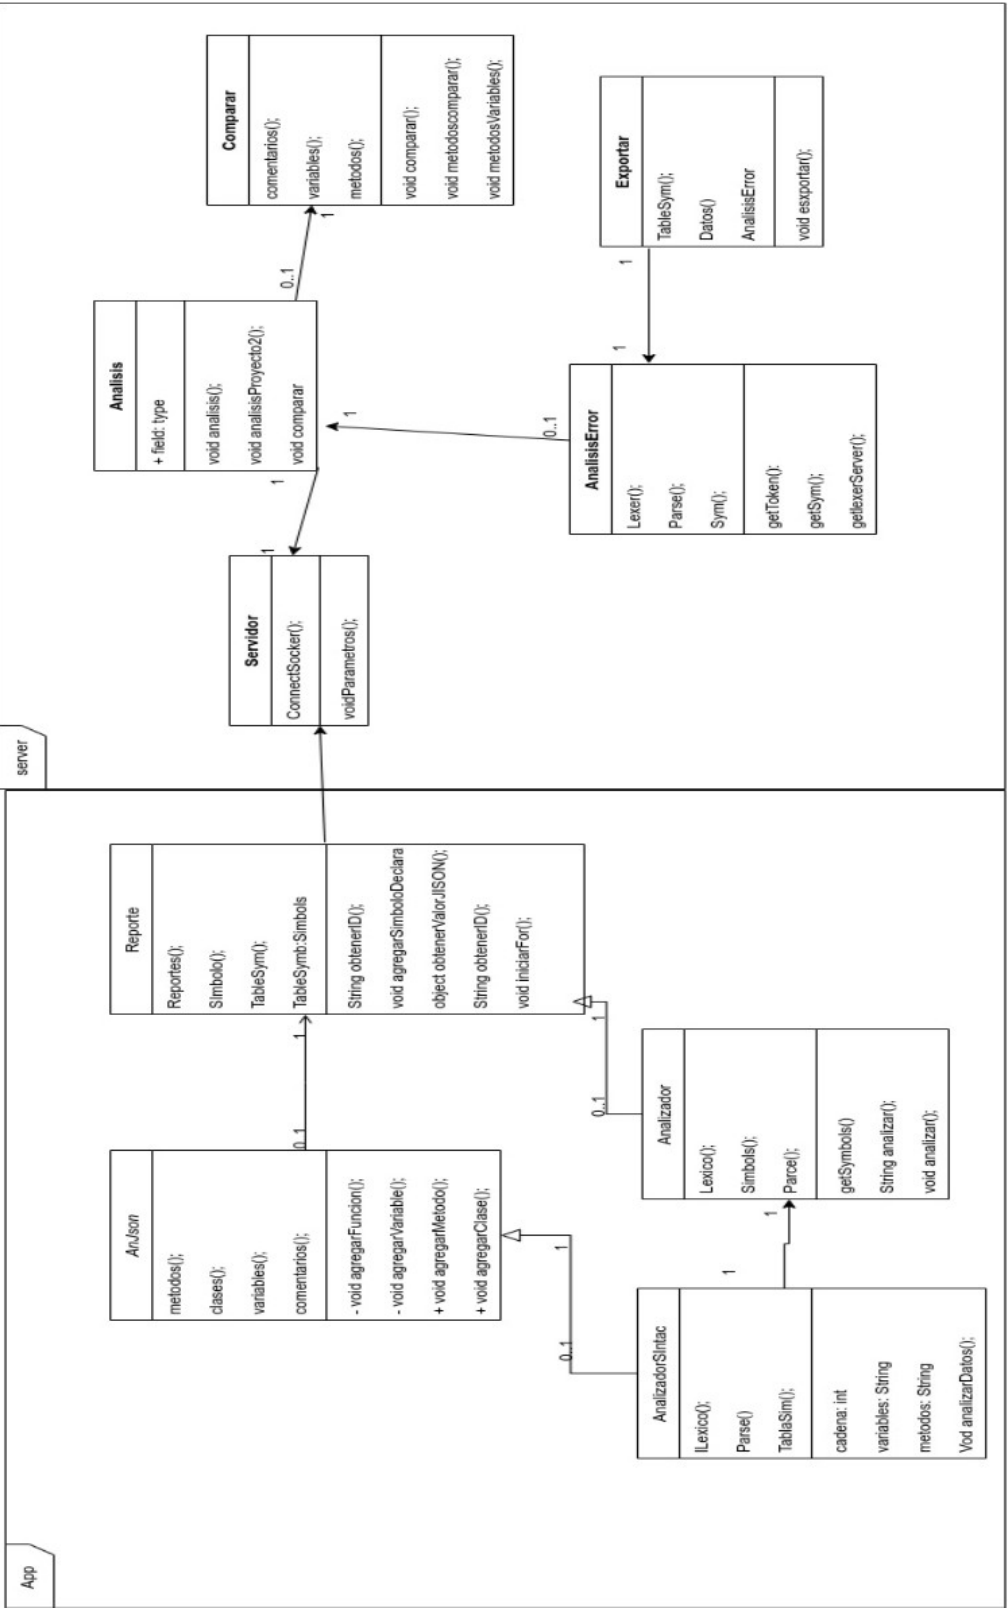 App
AnJson
metodos();
clases();
variables();
comentarios();
- void agregarFuncion();
- void agregarVariable();
+ void agregarMetodo();
+ void agregarClase();
0..1
1
Reporte
Reportes();
SImbolo();
TableSym();
TableSymb:Simbols
String obtenerID();
void agregarSimboloDeclara
object obtenerValorJISON();
String obtenerID();
void iniciarFor();
1
0..1
AnalizadorSIntac
lLexico();
Parse()
TablaSim();
cadena: int
variables: String
metodos: String
Vod analizarDatos();
0..1
1
1
1
Analizador
Lexico();
Simbols();
Parce();
getSymbols()
String analizar();
void analizar();
server
Servidor
ConnectSocker();
voidParametros();
1
1
Analisis
+ field: type
void analisis();
void analisisProyecto2();
void comparar
0..1
1
Comparar
comentarios();
variables();
metodos();
void comparar();
void metodoscomparar();
void metodosVariables();
1
0..1
AnalisisError
Lexer();
Parse();
Sym();
getToken():
getSym();
getlexerServer();
1
1
Exportar
TableSym();
Datos()
AnalisisError
void esxportar();